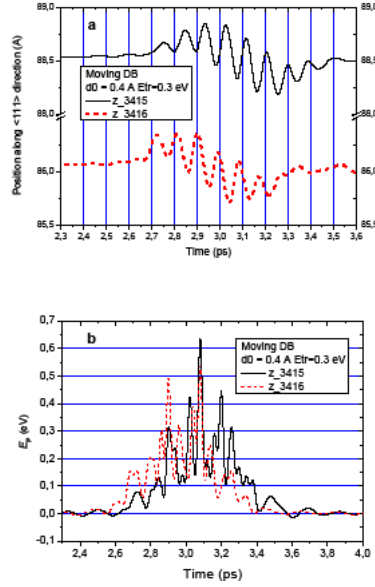 a
89,0
88,5
88,0
86,0
85,5
89,0
88,5
88,0
86,0
85,5
Position along <111> direction (A)
Moving DB
d0 = 0.4 A Etr=0.3 eV
z_3415
z_3416
2,3 2,4 2,5 2,6 2,7 2,8 2,9 3,0 3,1 3,2 3,3 3,4 3,5 3,6
Time (ps)
b
0,7
0,6
0,5
0,4
0,3
0,2
0,1
0,0
-0,1
(eV)
Moving DB
d0 = 0.4 A Etr=0.3 eV
z_3415
z_3416
2,4 2,6 2,8 3,0 3,2 3,4 3,6 3,8 4,0
Time (ps)